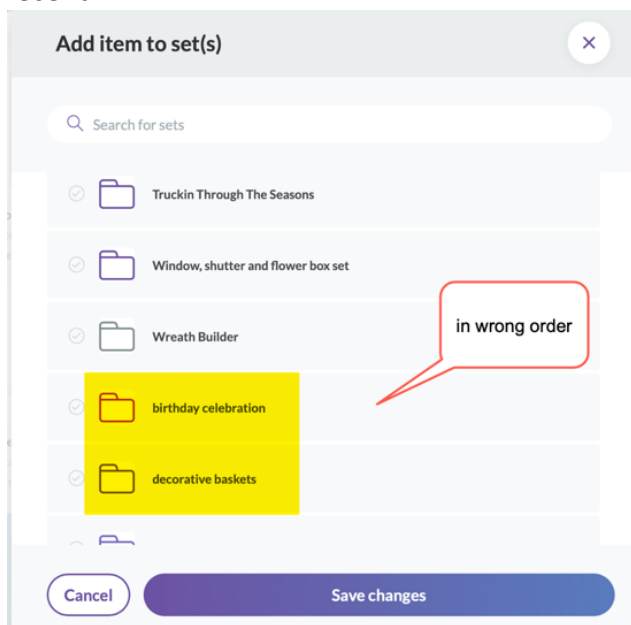 Add item to set(s)
Search for sets
Truckin Through The Seasons
Window, shutter and flower box set
Wreath Builder
in wrong order
birthday celebration
decorative baskets
Cancel
Save changes